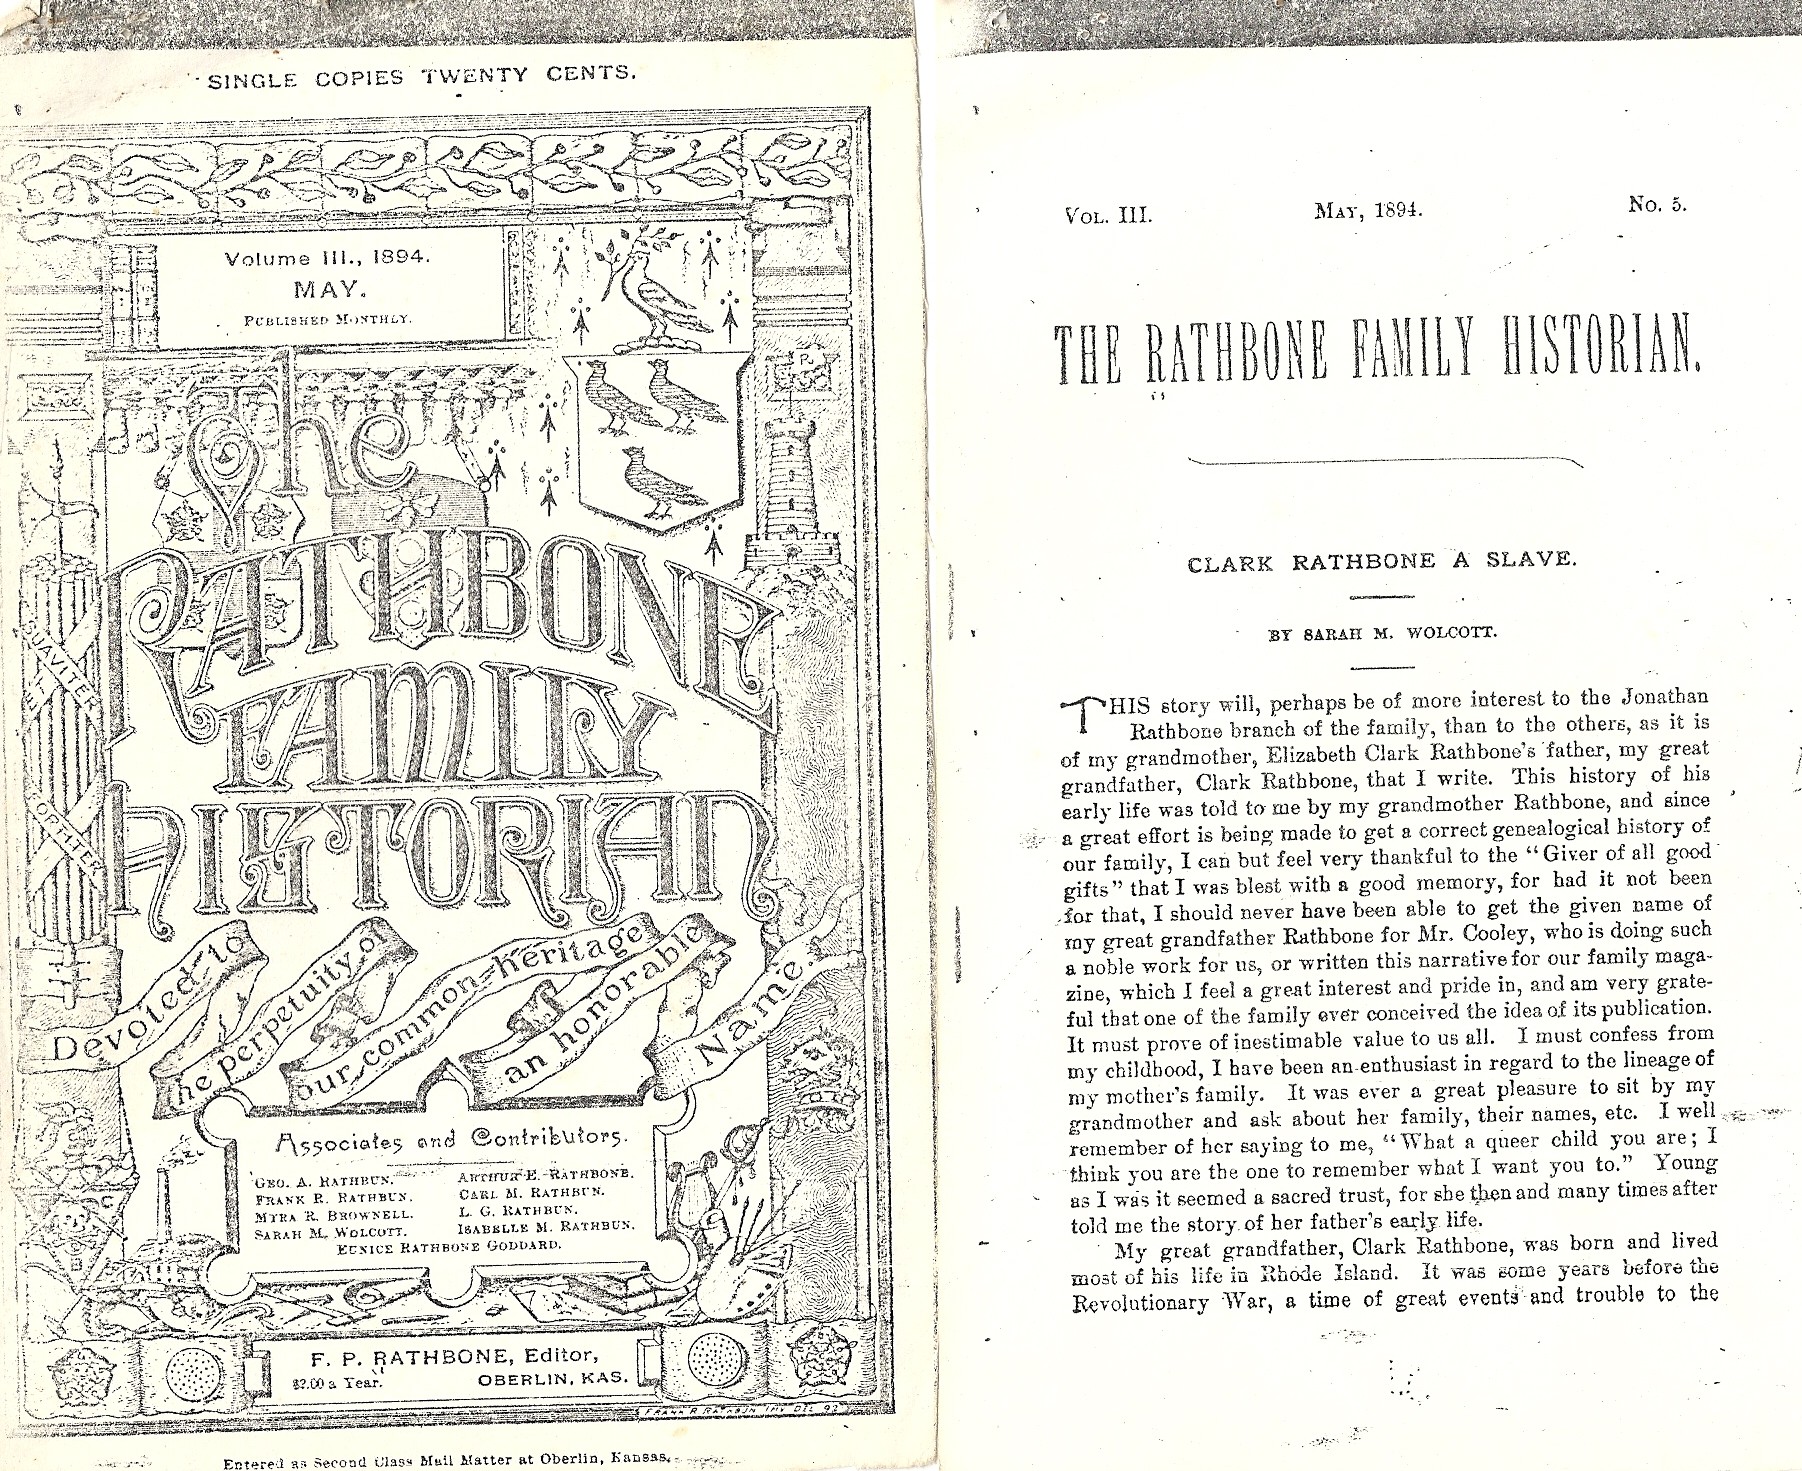 SINGLE COPIES TWENTY CENTS.
Volume III., 1894.
MAY.
PUBLISHED MONTHLY.
The
RATHBONE
FAMILY
HISTORIAN
SUAVITER
FORTITER
Devoted to
the perpetuity of
our common heritage
an honorable
Name.
Associates and Contributors.
GEO. A. RATHBUN. ARTHUR E. RATHBONE.
FRANK R. RATHBUN. CARL M. RATHBUN.
MYRA R. BROWNELL. L. G. RATHBUN.
SARAH M. WOLCOTT. ISABELLE M. RATHBUN.
EUNICE RATHBONE GODDARD.
F. P. RATHBONE, Editor,
$2.00 a Year. OBERLIN, KAS.
FRANK R RATHBUN INV DEL 92
Entered as Second Class Mail Matter at Oberlin, Kansas.
VOL. III. MAY, 1894. No. 5.
THE RATHBONE FAMILY HISTORIAN.
CLARK RATHBONE A SLAVE.
BY SARAH M. WOLCOTT.
THIS story will, perhaps be of more interest to the Jonathan
Rathbone branch of the family, than to the others, as it is
of my grandmother, Elizabeth Clark Rathbone's father, my great
grandfather, Clark Rathbone, that I write. This history of his
early life was told to me by my grandmother Rathbone, and since
a great effort is being made to get a correct genealogical history of
our family, I can but feel very thankful to the "Giver of all good
gifts" that I was blest with a good memory, for had it not been
for that, I should never have been able to get the given name of
my great grandfather Rathbone for Mr. Cooley, who is doing such
a noble work for us, or written this narrative for our family maga-
zine, which I feel a great interest and pride in, and am very grate-
ful that one of the family ever conceived the idea of its publication.
It must prove of inestimable value to us all. I must confess from
my childhood, I have been an enthusiast in regard to the lineage of
my mother's family. It was ever a great pleasure to sit by my
grandmother and ask about her family, their names, etc. I well
remember of her saying to me, "What a queer child you are; I
think you are the one to remember what I want you to." Young
as I was it seemed a sacred trust, for she then and many times after
told me the story of her father's early life.
My great grandfather, Clark Rathbone, was born and lived
most of his life in Rhode Island. It was some years before the
Revolutionary War, a time of great events and trouble to the